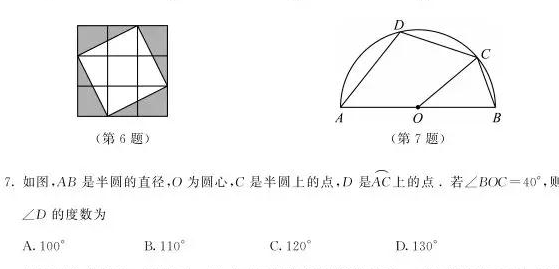 D
C
A
O
B
(第 6 题)
(第 7 题)
7. 如图,AB 是半圆的直径,O 为圆心,C 是半圆上的点,D 是A͡C上的点.若∠BOC=40°,则
∠D 的度数为
A. 100°
B. 110°
C. 120°
D. 130°